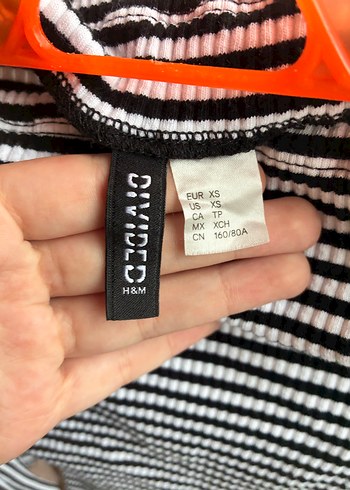 DIVIDED
H&M
EUR XS
US XS
CA TP
MX XCH
CN 160/80A